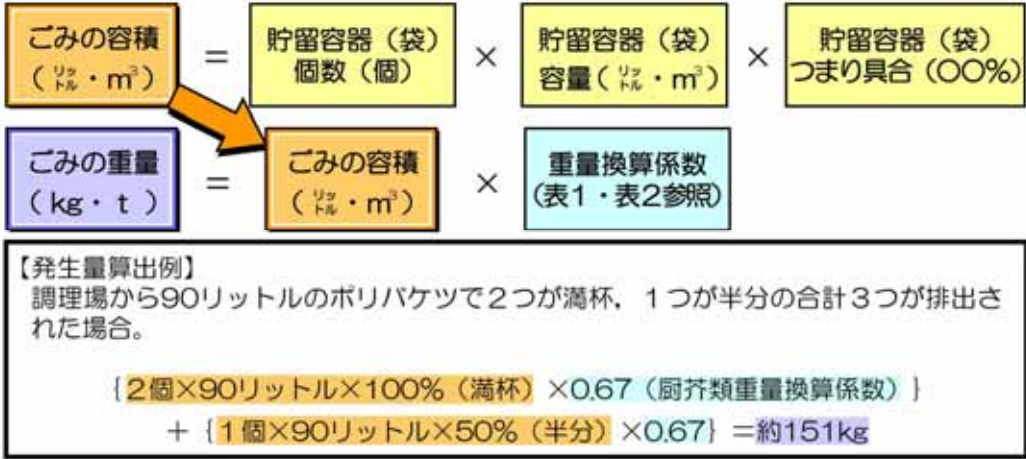 ごみの容積
（㍑・㎥）
＝
貯留容器（袋）
個数（個）
×
貯留容器（袋）
容量（㍑・㎥）
×
貯留容器（袋）
つまり具合（〇〇％）
ごみの重量
（kg・ｔ）
＝
ごみの容積
（㍑・㎥）
×
重量換算係数
（表１・表２参照）
【発生量算出例】
調理場から90リットルのポリバケツで２つが満杯，１つが半分の合計３つが排出さ
れた場合。
｛２個×90リットル×100％（満杯）×0.67（厨芥類重量換算係数）｝
＋｛１個×90リットル×50％（半分）×0.67｝＝約151kg